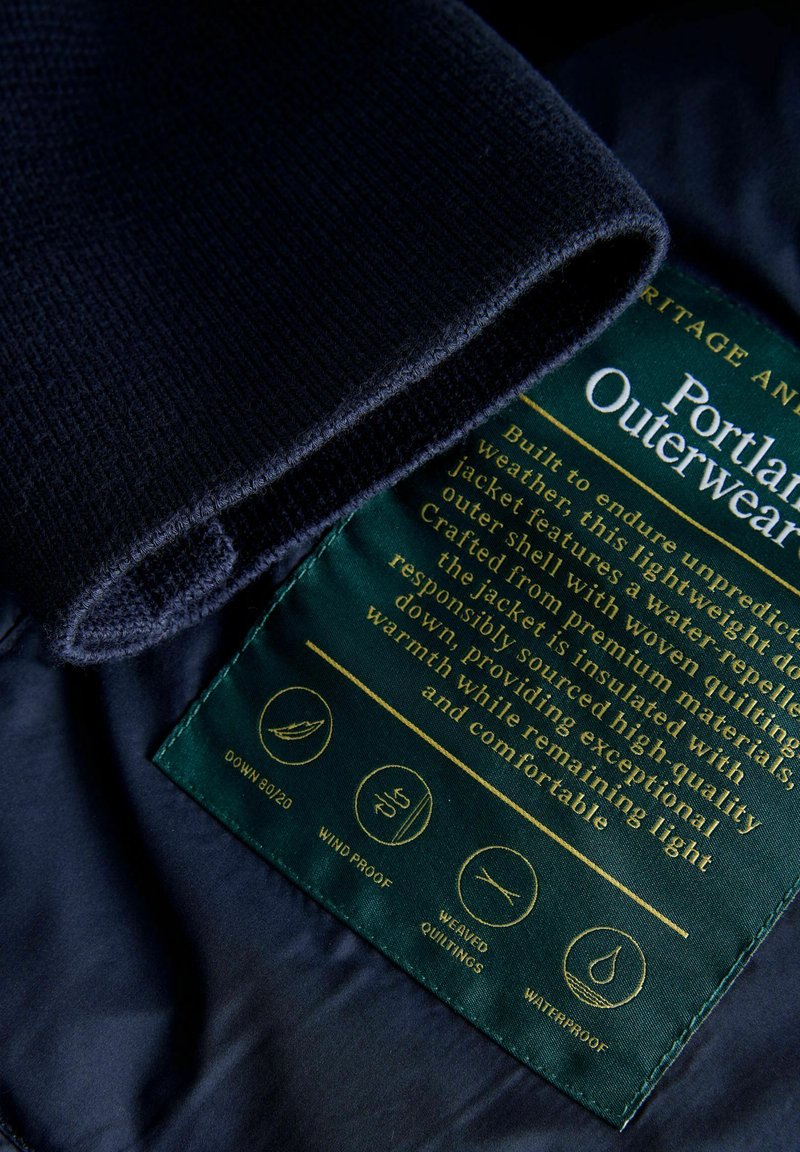 RITAGE AN
Portlan
Outerwear
Built to endure unpredict
weather, this lightweight do
jacket features a water-repelle
outer shell with woven quilting
Crafted from premium materials,
the jacket is insulated with
responsibly sourced high-quality
down, providing exceptional
warmth while remaining light
and comfortable
DOWN 80/20
WIND PROOF
WEAVED
QUILTINGS
WATERPROOF